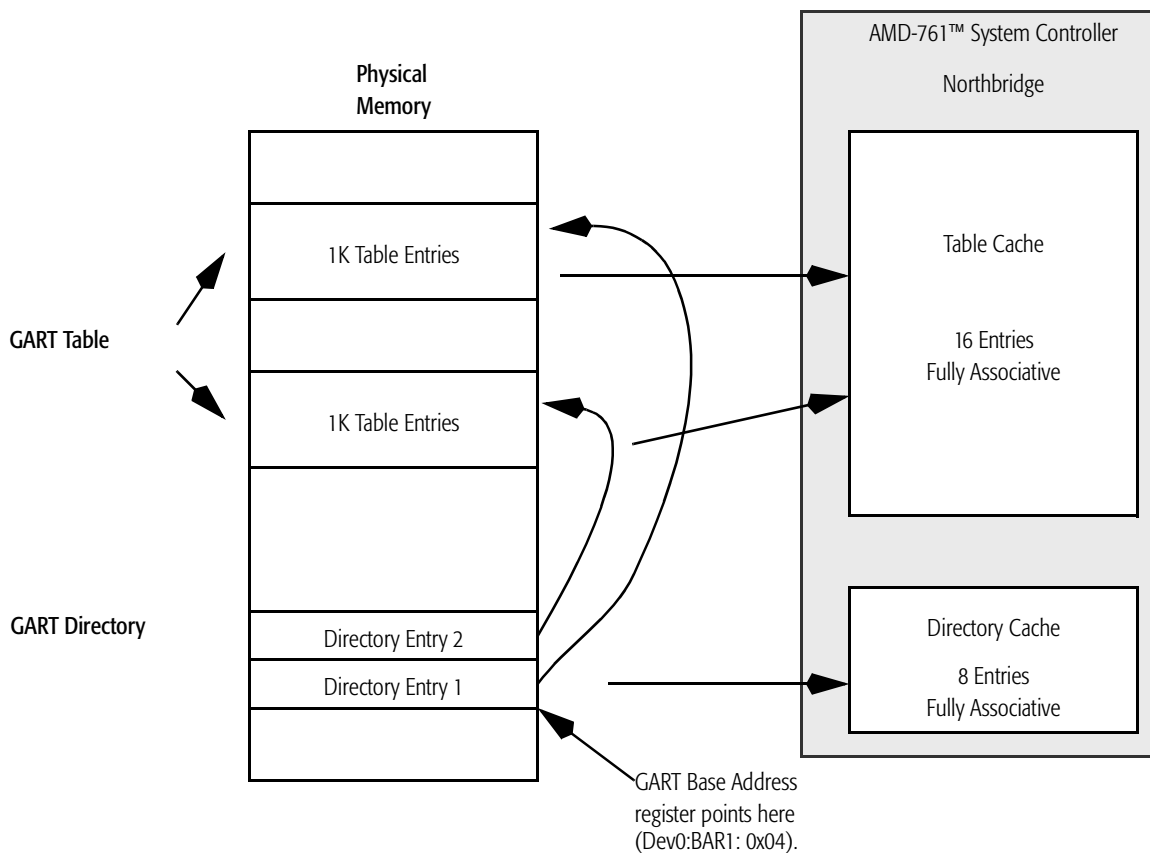 AMD-761™ System Controller
Northbridge
Physical
Memory
1K Table Entries
Table Cache
GART Table
16 Entries
Fully Associative
1K Table Entries
GART Directory
Directory Entry 2
Directory Cache
Directory Entry 1
8 Entries
Fully Associative
GART Base Address
register points here
(Dev0:BAR1: 0x04).